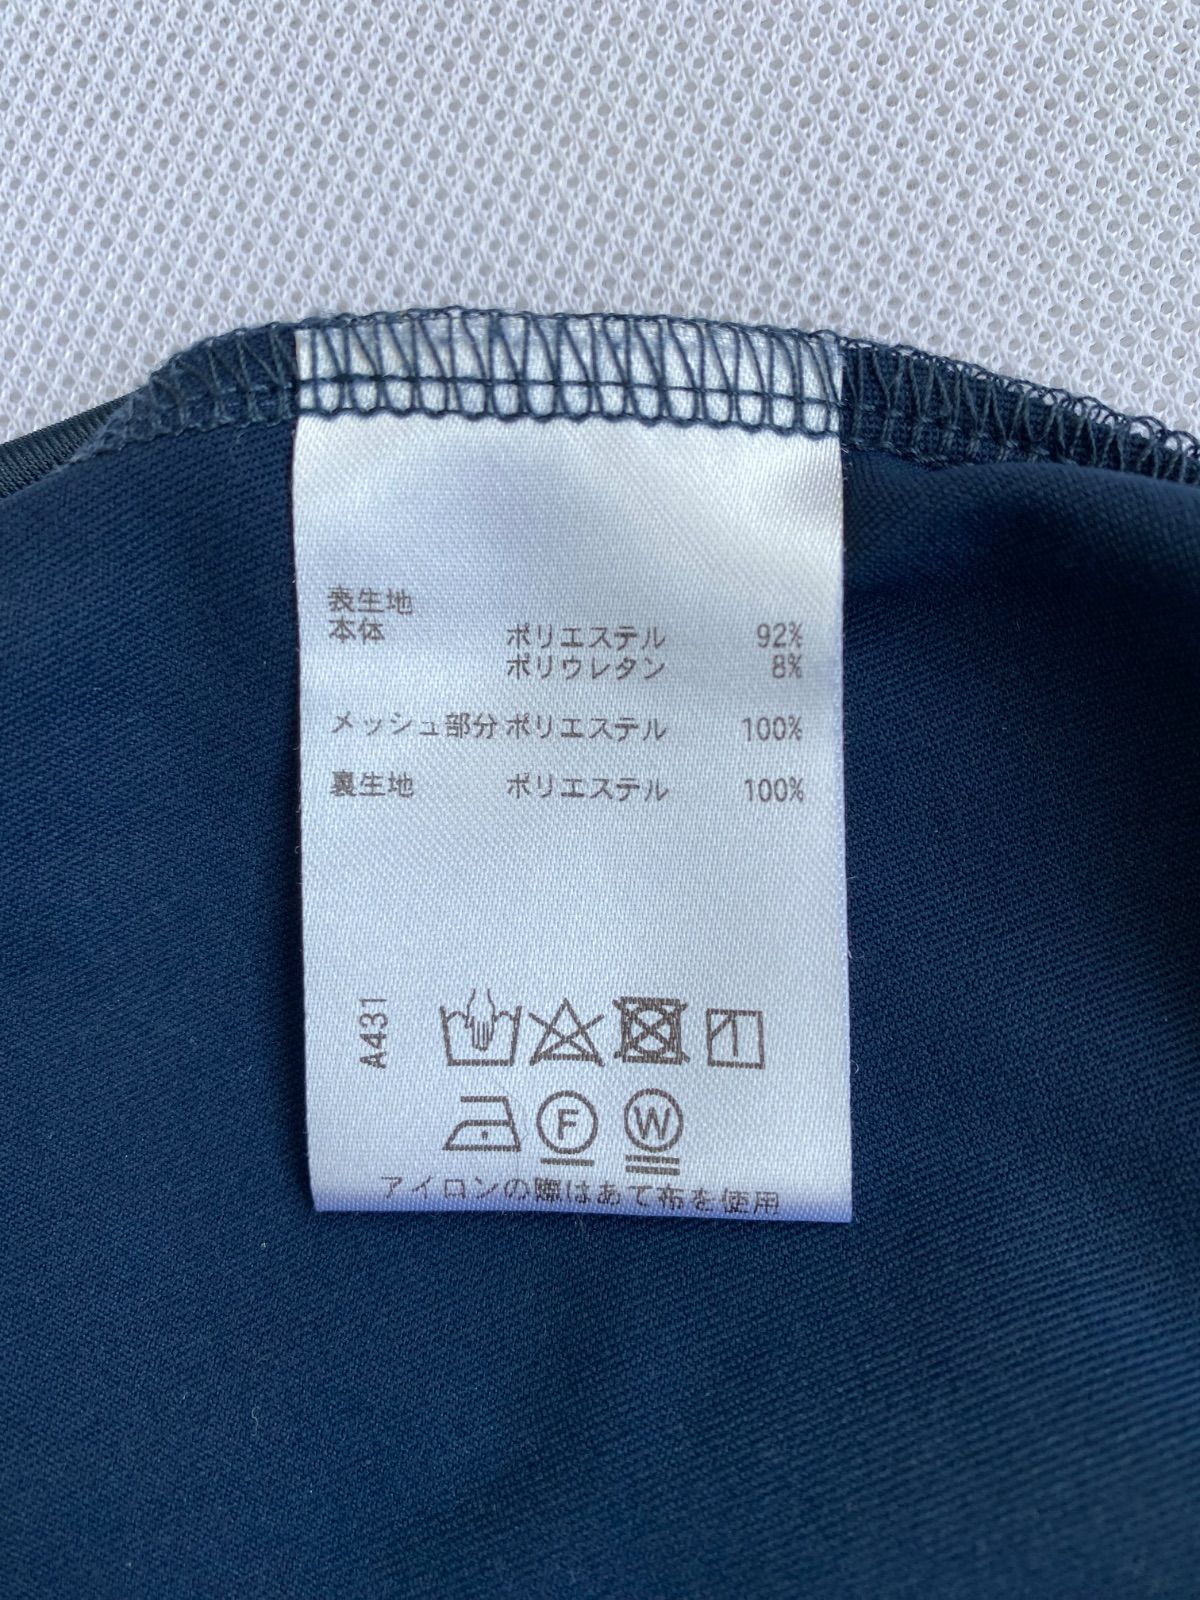 表生地
本体 ポリエステル 92%
ポリウレタン 8%
メッシュ部分 ポリエステル 100%
裏生地 ポリエステル 100%
A431
F W
アイロンの際はあて布を使用